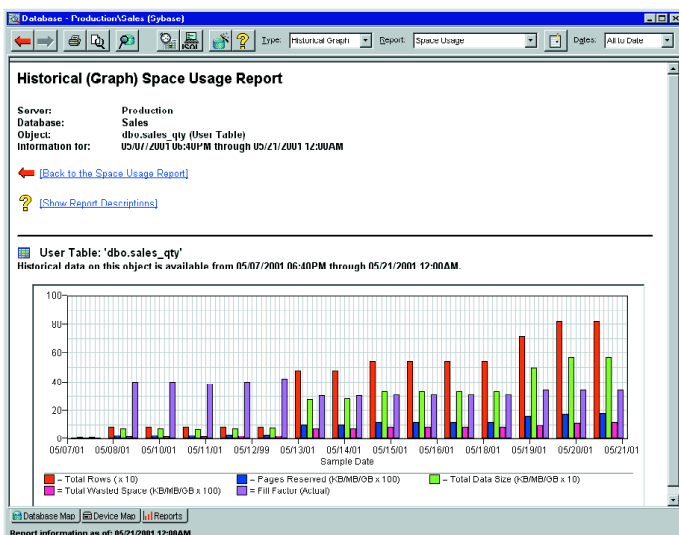 Database - Production\Sales (Sybase)
Type: Historical Graph Report: Space Usage Dates: All to Date
SQL
Historical (Graph) Space Usage Report
Server: Production
Database: Sales
Object: dbo.sales_qty (User Table)
Information for: 05/07/2001 06:40PM through 05/21/2001 12:00AM
[Back to the Space Usage Report]
[Show Report Descriptions]
User Table: 'dbo.sales_qty'
Historical data on this object is available from 05/07/2001 06:40PM through 05/21/2001 12:00AM.
100
80
60
40
20
0
05/07/01 05/08/01 05/10/01 05/11/01 05/12/99 05/13/01 05/14/01 05/15/01 05/16/01 05/17/01 05/18/01 05/19/01 05/20/01 05/21/01
Sample Date
= Total Rows (x 10) = Pages Reserved (KB/MB/GB x 100) = Total Data Size (KB/MB/GB x 10)
= Total Wasted Space (KB/MB/GB x 100) = Fill Factor (Actual)
Database Map Device Map Reports
Report information as of: 05/21/2001 12:00AM